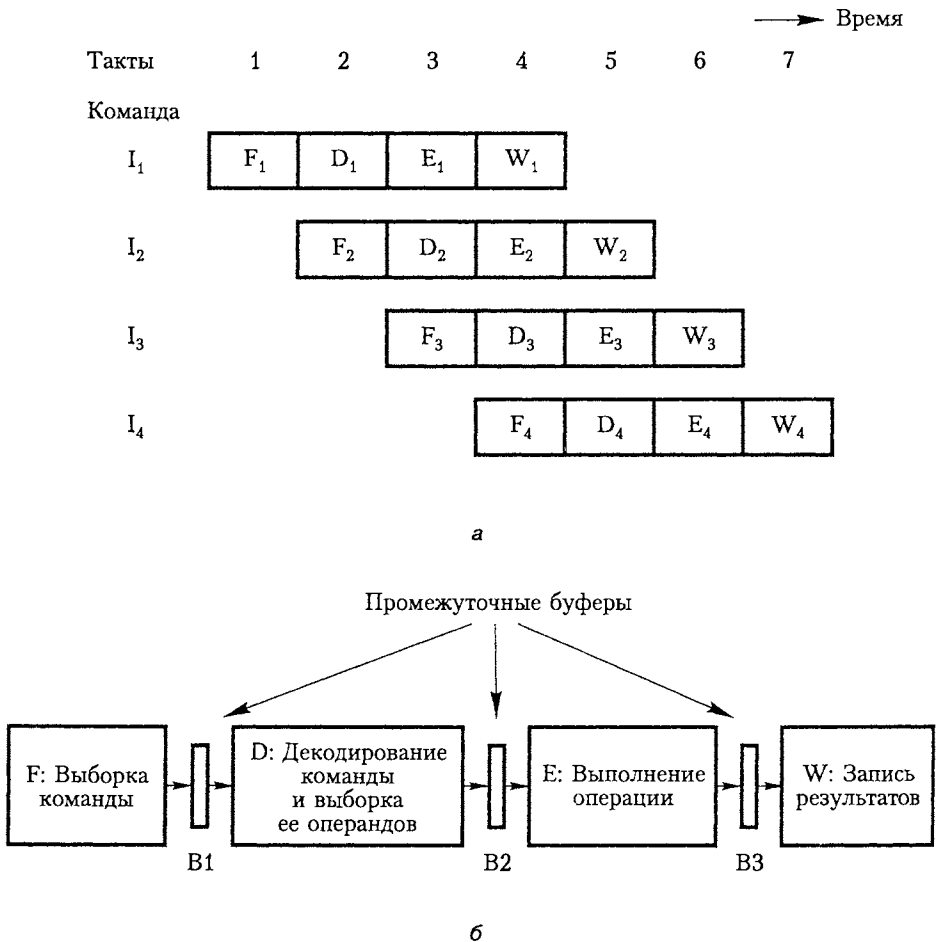 Время
Такты 1 2 3 4 5 6 7
Команда
I₁ F₁ D₁ E₁ W₁
I₂ F₂ D₂ E₂ W₂
I₃ F₃ D₃ E₃ W₃
I₄ F₄ D₄ E₄ W₄
а
Промежуточные буферы
F: Выборка
команды
D: Декодирование
команды
и выборка
ее операндов
E: Выполнение
операции
W: Запись
результатов
B1
B2
B3
б